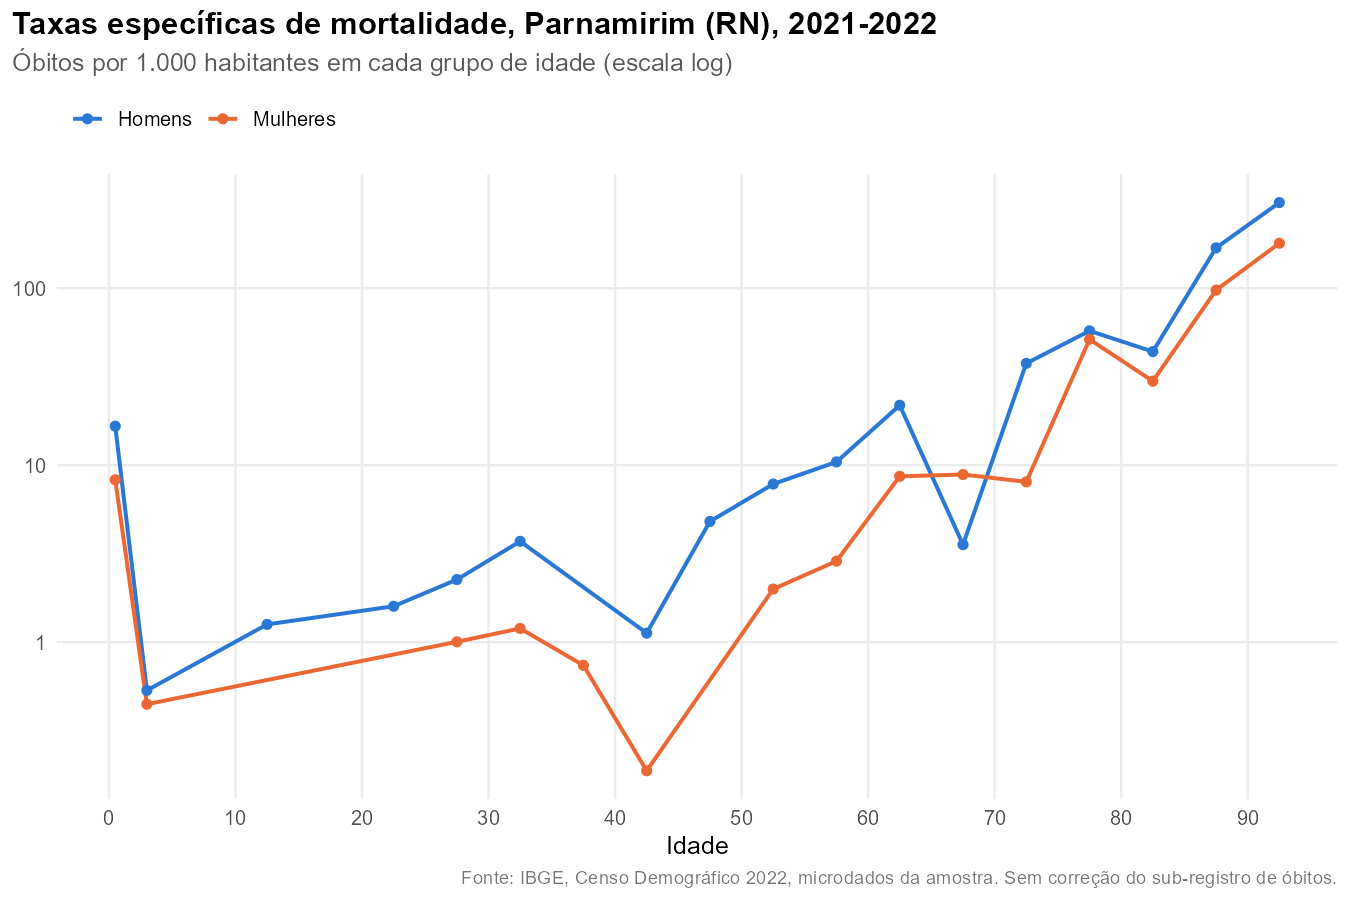 Taxas específicas de mortalidade, Parnamirim (RN), 2021-2022
Óbitos por 1.000 habitantes em cada grupo de idade (escala log)
Homens Mulheres
100
10
1
0 10 20 30 40 50 60 70 80 90
Idade
Fonte: IBGE, Censo Demográfico 2022, microdados da amostra. Sem correção do sub-registro de óbitos.